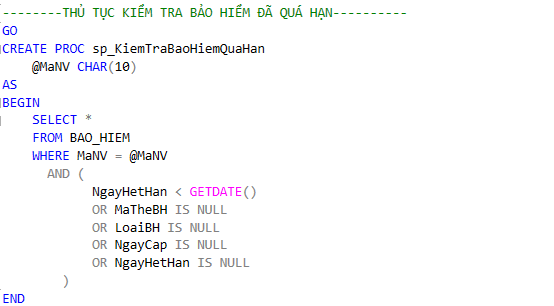 --------THỦ TỤC KIỂM TRA BẢO HIỂM ĐÃ QUÁ HẠN----------
GO
CREATE PROC sp_KiemTraBaoHiemQuaHan
    @MaNV CHAR(10)
AS
BEGIN
    SELECT *
    FROM BAO_HIEM
    WHERE MaNV = @MaNV
      AND (
            NgayHetHan < GETDATE()
            OR MaTheBH IS NULL
            OR LoaiBH IS NULL
            OR NgayCap IS NULL
            OR NgayHetHan IS NULL
        )
END